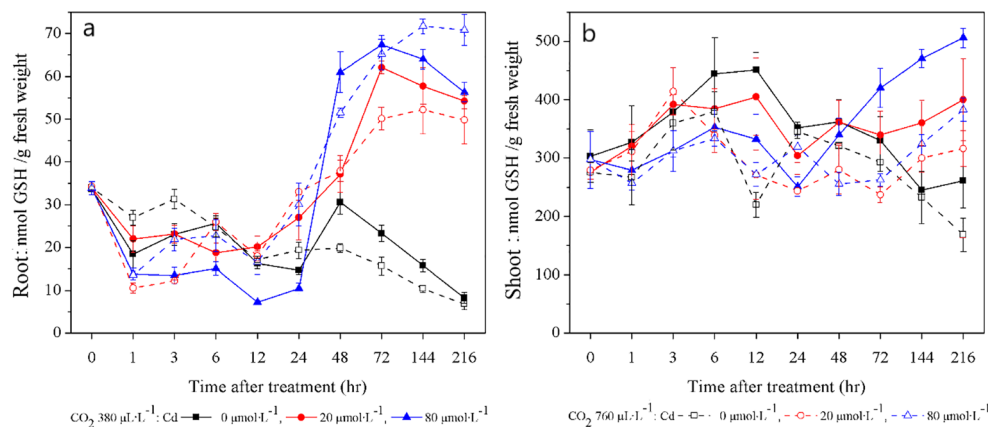 a
Root: nmol GSH /g fresh weight
70
60
50
40
30
20
10
0
0 1 3 6 12 24 48 72 144 216
Time after treatment (hr)
b
Shoot : nmol GSH /g fresh weight
500
400
300
200
100
0
0 1 3 6 12 24 48 72 144 216
Time after treatment (hr)
CO₂ 380 µL·L⁻¹: Cd 0 µmol·L⁻¹, 20 µmol·L⁻¹, 80 µmol·L⁻¹ CO₂ 760 µL·L⁻¹: Cd 0 µmol·L⁻¹, 20 µmol·L⁻¹, 80 µmol·L⁻¹